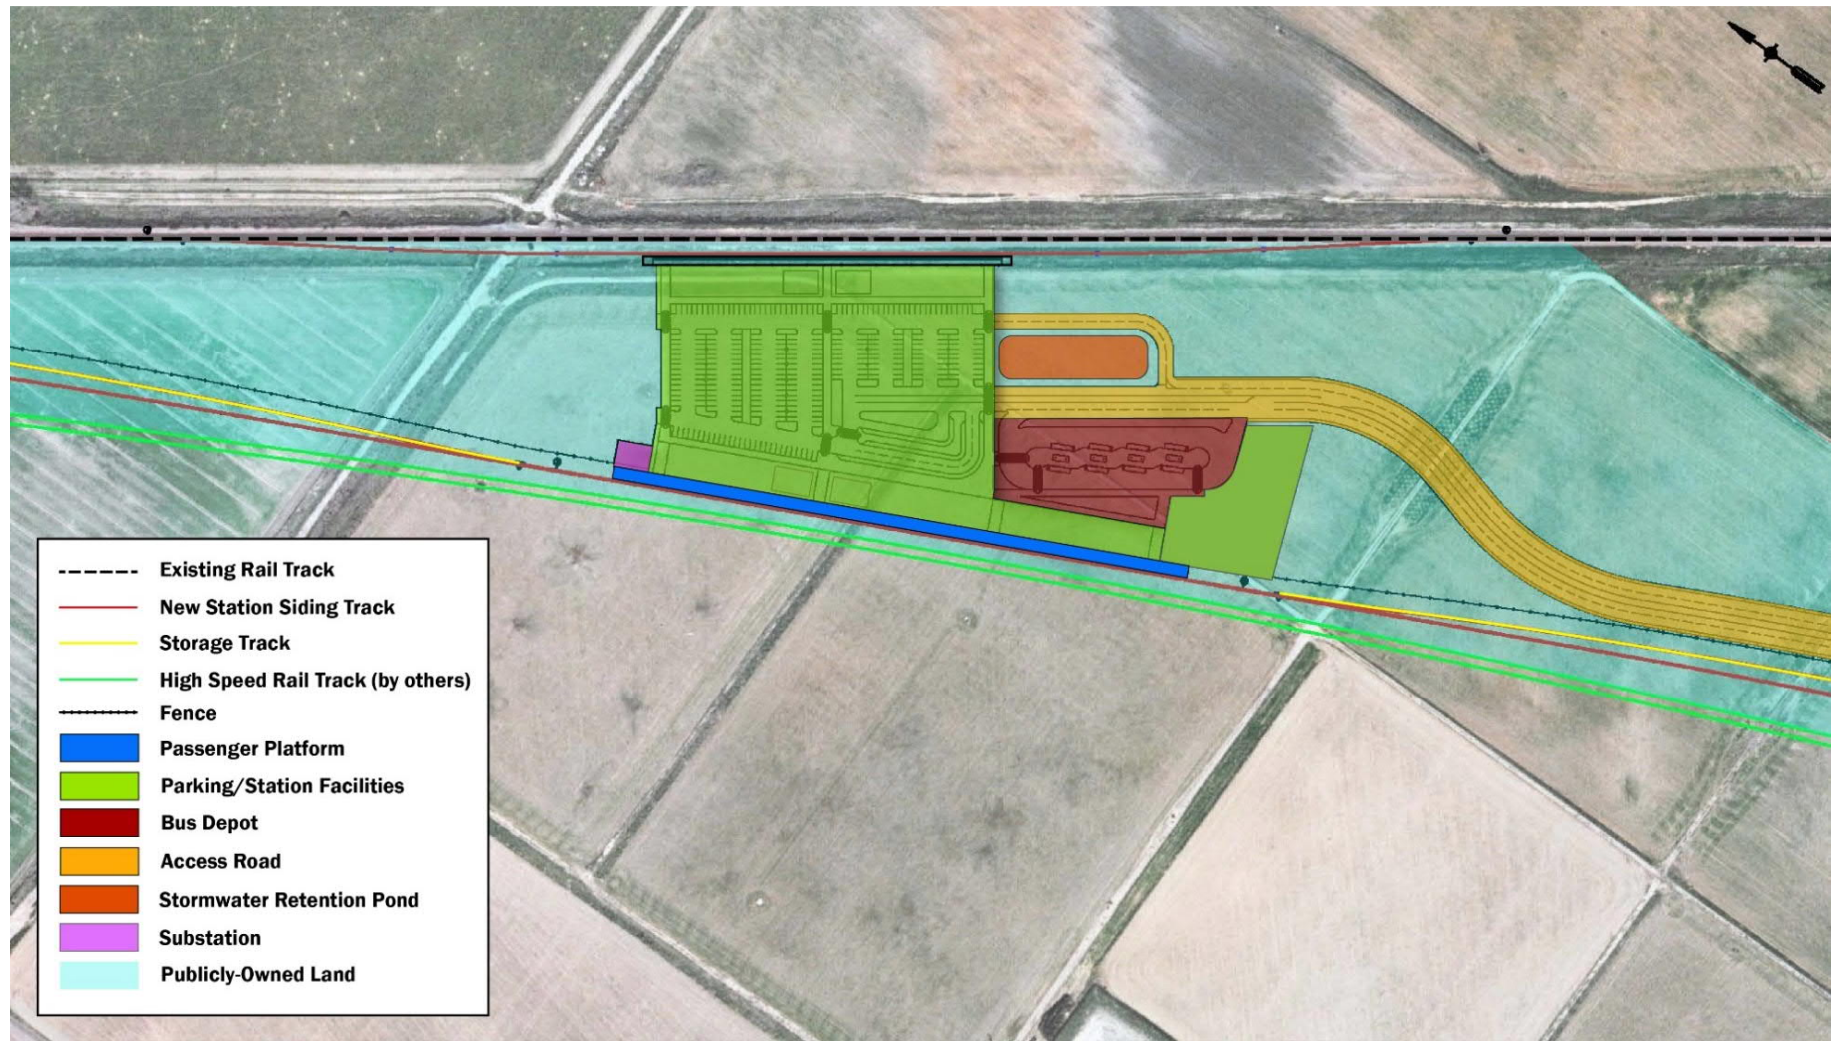 Existing Rail Track
New Station Siding Track
Storage Track
High Speed Rail Track (by others)
Fence
Passenger Platform
Parking/Station Facilities
Bus Depot
Access Road
Stormwater Retention Pond
Substation
Publicly-Owned Land